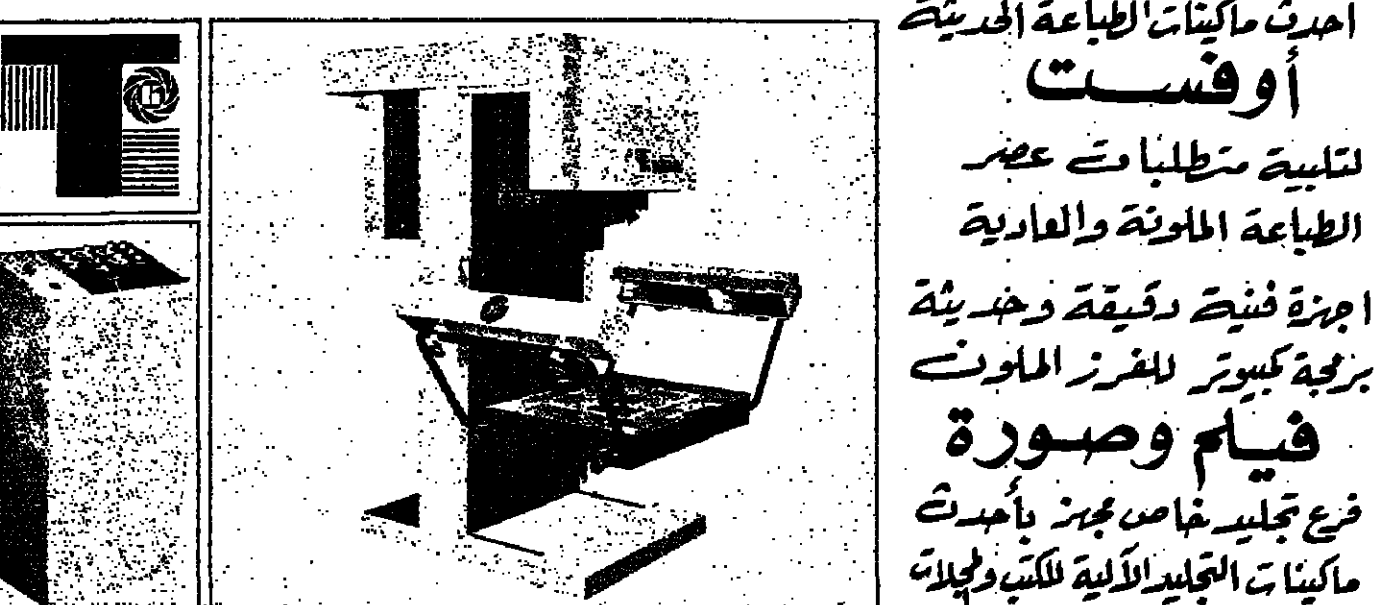 احدث ماكينات الطباعة الحديثة
أوفست
لتلبية متطلبات عصر
الطباعة الملونة والعادية
اجهزة فنية دقيقة وحديثة
برمجة كمبيوتر للفرز الملون
فيلم وصورة
فرع تجليد خاص مجهز بأحدث
ماكينات التجليد الآلية للكتب والمجلات